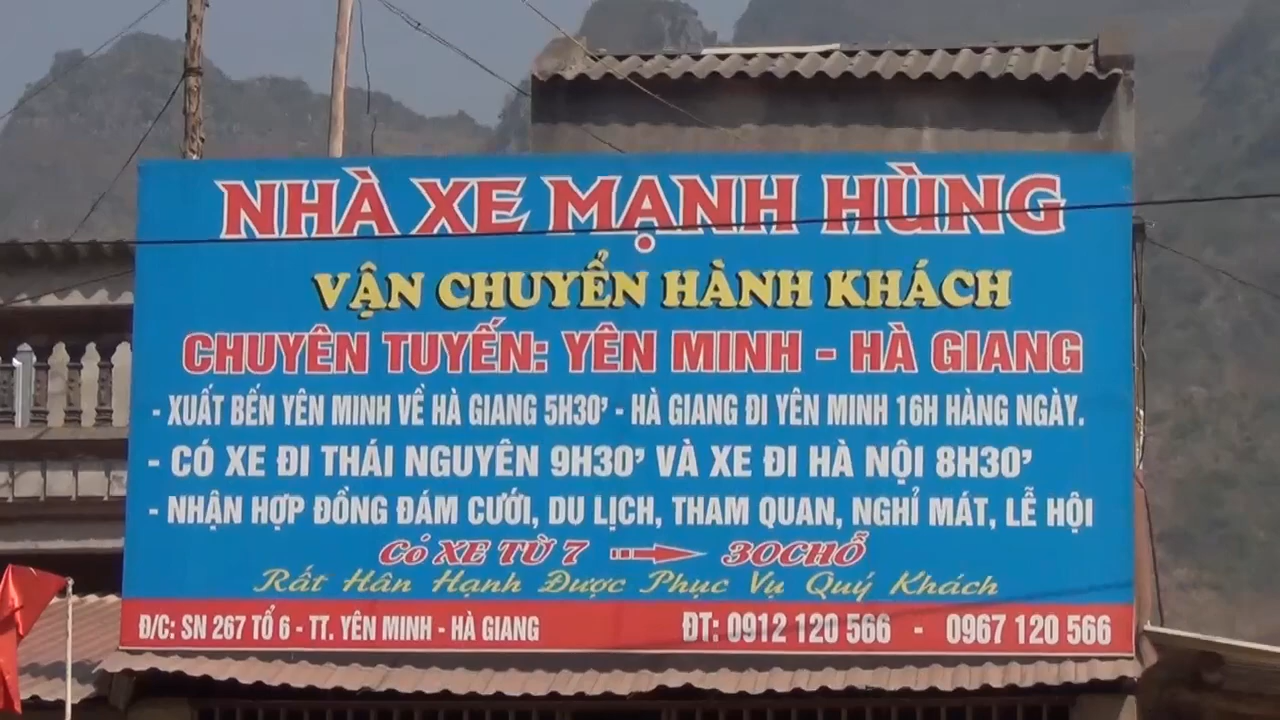 NHÀ XE MẠNH HÙNG
VẬN CHUYỂN HÀNH KHÁCH
CHUYÊN TUYẾN: YÊN MINH - HÀ GIANG
- XUẤT BẾN YÊN MINH VỀ HÀ GIANG 5H30' - HÀ GIANG ĐI YÊN MINH 16H HÀNG NGÀY.
- CÓ XE ĐI THÁI NGUYÊN 9H30' VÀ XE ĐI HÀ NỘI 8H30'
- NHẬN HỢP ĐỒNG ĐÁM CƯỚI, DU LỊCH, THAM QUAN, NGHỈ MÁT, LỄ HỘI
CÓ XE TỪ 7 → 30CHỖ
Rất Hân Hạnh Được Phục Vụ Quý Khách
Đ/C: SN 267 TỔ 6 - TT. YÊN MINH - HÀ GIANG ĐT: 0912 120 566 - 0967 120 566